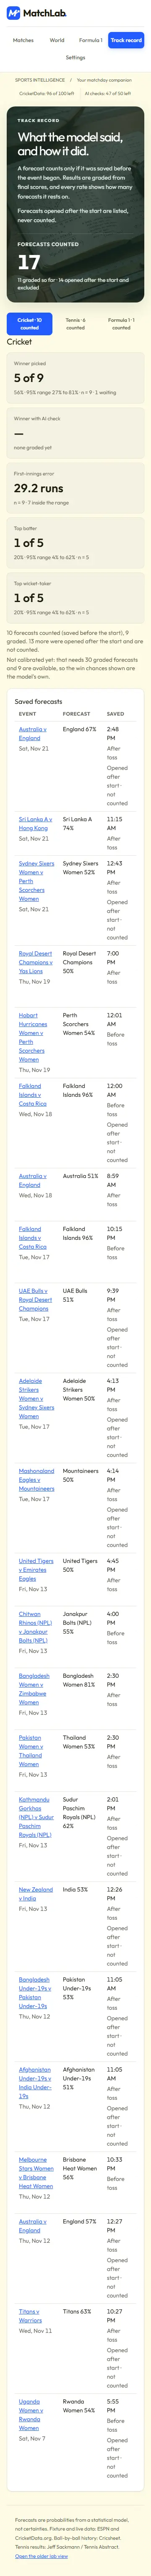 MatchLab.
Matches
World
Formula 1
Track record
Settings
SPORTS INTELLIGENCE / Your matchday companion
CricketData: 96 of 100 left
AI checks: 47 of 50 left
TRACK RECORD
What the model said,
and how it did.
A forecast counts only if it was saved before
the event began. Results are graded from
final scores, and every rate shows how many
forecasts it rests on.
Forecasts opened after the start are listed,
never counted.
FORECASTS COUNTED
17
11 graded so far · 14 opened after the start and
excluded
Cricket · 10
counted
Tennis · 6
counted
Formula 1 · 1
counted
Cricket
Winner picked
5 of 9
56% · 95% range 27% to 81% · n = 9 · 1 waiting
Winner with AI check
—
none graded yet
First-innings error
29.2 runs
n = 9 · 7 inside the range
Top batter
1 of 5
20% · 95% range 4% to 62% · n = 5
Top wicket-taker
1 of 5
20% · 95% range 4% to 62% · n = 5
10 forecasts counted (saved before the start), 9
graded. 13 more were opened after the start and are
not counted.
Not calibrated yet: that needs 30 graded forecasts
and 9 are available, so the win chances shown are
the model's own.
Saved forecasts
EVENT
FORECAST
SAVED
Australia v
England
Sat, Nov 21
England 67%
2:48
PM
After
toss
Opened
after
start ·
not
counted
Sri Lanka A v
Hong Kong
Sat, Nov 21
Sri Lanka A
74%
11:15
AM
After
toss
Sydney Sixers
Women v
Perth
Scorchers
Women
Sat, Nov 21
Sydney Sixers
Women 52%
12:43
PM
After
toss
Opened
after
start ·
not
counted
Royal Desert
Champions v
Yas Lions
Thu, Nov 19
Royal Desert
Champions
50%
7:00
PM
After
toss
Hobart
Hurricanes
Women v
Perth
Scorchers
Women
Thu, Nov 19
Perth
Scorchers
Women 54%
12:01
AM
Before
toss
Falkland
Islands v
Costa Rica
Wed, Nov 18
Falkland
Islands 96%
12:00
AM
Before
toss
Opened
after
start ·
not
counted
Australia v
England
Wed, Nov 18
Australia 51%
8:59
AM
After
toss
Falkland
Islands v
Costa Rica
Tue, Nov 17
Falkland
Islands 96%
10:15
PM
Before
toss
UAE Bulls v
Royal Desert
Champions
Tue, Nov 17
UAE Bulls
51%
9:39
PM
After
toss
Opened
after
start ·
not
counted
Adelaide
Strikers
Women v
Sydney Sixers
Women
Tue, Nov 17
Adelaide
Strikers
Women 50%
4:13
PM
After
toss
Opened
after
start ·
not
counted
Mashonaland
Eagles v
Mountaineers
Tue, Nov 17
Mountaineers
50%
4:14
PM
After
toss
Opened
after
start ·
not
counted
United Tigers
v Emirates
Eagles
Fri, Nov 13
United Tigers
50%
4:45
PM
After
toss
Chitwan
Rhinos (NPL)
v Janakpur
Bolts (NPL)
Fri, Nov 13
Janakpur
Bolts (NPL)
55%
4:00
PM
Before
toss
Bangladesh
Women v
Zimbabwe
Women
Fri, Nov 13
Bangladesh
Women 81%
2:30
PM
After
toss
Pakistan
Women v
Thailand
Women
Fri, Nov 13
Thailand
Women 53%
2:30
PM
After
toss
Kathmandu
Gorkhas
(NPL) v Sudur
Paschim
Royals (NPL)
Fri, Nov 13
Sudur
Paschim
Royals (NPL)
62%
2:01
PM
After
toss
Opened
after
start ·
not
counted
New Zealand
v India
Fri, Nov 13
India 53%
12:26
PM
After
toss
Opened
after
start ·
not
counted
Bangladesh
Under-19s v
Pakistan
Under-19s
Thu, Nov 12
Pakistan
Under-19s
53%
11:05
AM
After
toss
Opened
after
start ·
not
counted
Afghanistan
Under-19s v
India Under-
19s
Thu, Nov 12
Afghanistan
Under-19s
51%
11:05
AM
After
toss
Opened
after
start ·
not
counted
Melbourne
Stars Women
v Brisbane
Heat Women
Thu, Nov 12
Brisbane
Heat Women
56%
10:33
PM
Before
toss
Australia v
England
Thu, Nov 12
England 57%
12:27
PM
After
toss
Opened
after
start ·
not
counted
Titans v
Warriors
Wed, Nov 11
Titans 63%
10:27
PM
After
toss
Opened
after
start ·
not
counted
Uganda
Women v
Rwanda
Women
Sat, Nov 7
Rwanda
Women 54%
5:55
PM
Before
toss
Opened
after
start ·
not
counted
Forecasts are probabilities from a statistical model,
not certainties. Fixtures and live data: ESPN and
CricketData.org. Ball-by-ball history: Cricsheet.
Tennis results: Jeff Sackmann / Tennis Abstract.
Open the older lab view